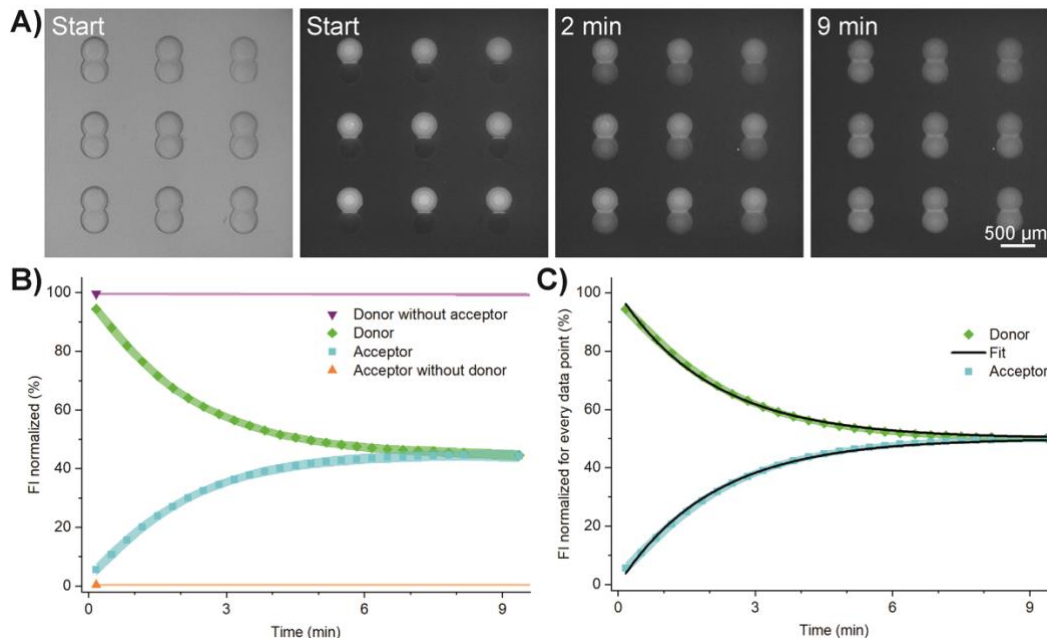 A)
Start
Start
2 min
9 min
500 µm
B)
FI normalized (%)
100
80
60
40
20
0
Donor without acceptor
Donor
Acceptor
Acceptor without donor
0
3
6
9
Time (min)
C)
FI normalized for every data point (%)
100
80
60
40
20
0
Donor
Fit
Acceptor
0
3
6
9
Time (min)